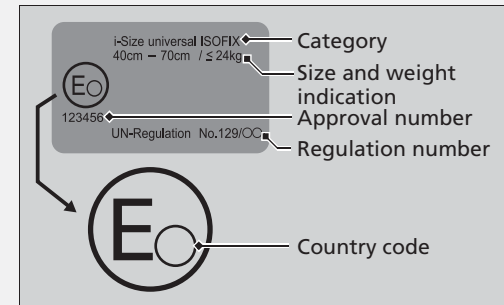 i-Size universal ISOFIX
40cm – 70cm / ≤ 24kg
E○
123456
UN-Regulation No.129/○○
Category
Size and weight
indication
Approval number
Regulation number
E○
Country code